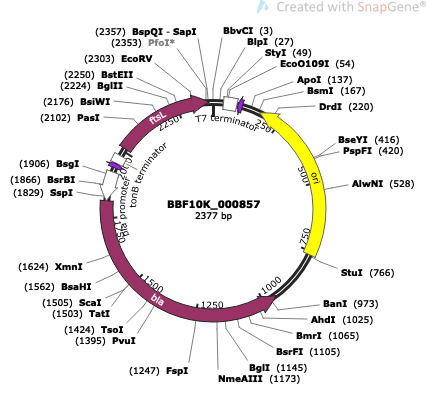 Created with SnapGene®
(2357) BspQI - SapI
(2353) PfoI*
(2303) EcoRV
(2250) BstEII
(2224) BglII
(2176) BsiWI
(2102) PasI
(1906) BsgI
(1866) BsrBI
(1829) SspI
(1624) XmnI
(1562) BsaHI
(1505) ScaI
(1503) TatI
(1424) TsoI
(1395) PvuI
(1247) FspI
BbvCI (3)
BlpI (27)
StyI (49)
EcoO109I (54)
ApoI (137)
BsmI (167)
DrdI (220)
BseYI (416)
PspFI (420)
AlwNI (528)
StuI (766)
BanI (973)
AhdI (1025)
BmrI (1065)
BsrFI (1105)
BglI (1145)
NmeAIII (1173)
T7 terminator
tonB terminator
bla promoter
ftsL
ori
bla
250
500
750
1000
1250
1500
1750
2000
2250
BBF10K_000857
2377 bp